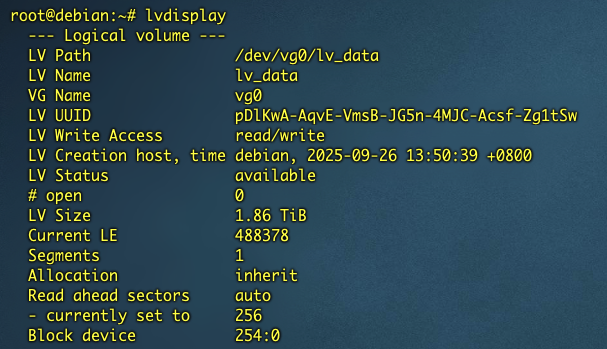 root@debian:~# lvdisplay
--- Logical volume ---
LV Path                /dev/vg0/lv_data
LV Name                lv_data
VG Name                vg0
LV UUID                pDlKwA-AqvE-VmsB-JG5n-4MJC-Acsf-Zg1tSw
LV Write Access        read/write
LV Creation host, time debian, 2025-09-26 13:50:39 +0800
LV Status              available
# open                 0
LV Size                1.86 TiB
Current LE             488378
Segments               1
Allocation             inherit
Read ahead sectors     auto
- currently set to     256
Block device           254:0